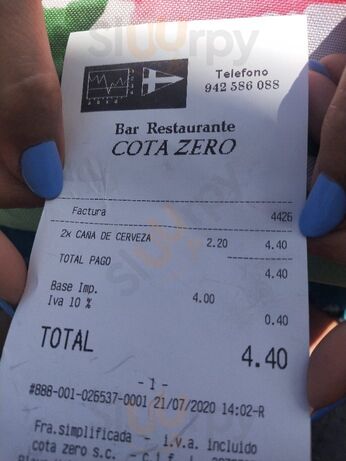 Telefono
942 586 088
Bar Restaurante
COTA ZERO
Factura 4426
2x CAÑA DE CERVEZA 2.20 4.40
TOTAL PAGO 4.40
Base Imp. 4.00
Iva 10 % 0.40
TOTAL 4.40
- 1 -
#888-001-026537-0001 21/07/2020 14:02-R
Fra.simplificada - i.v.a. incluido
cota zero s.c. - c.i.f.